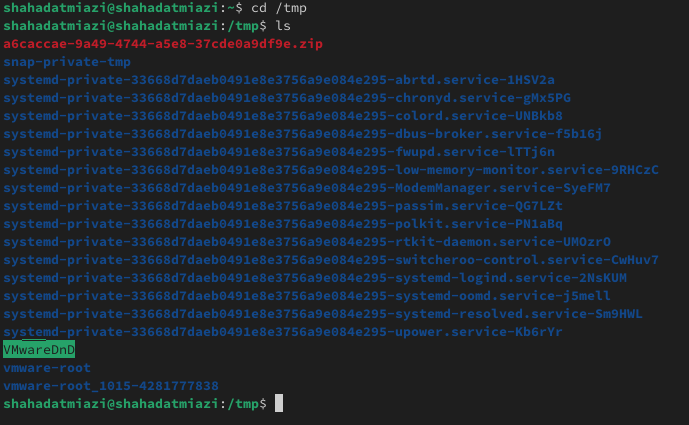 shahadatmiazi@shahadatmiazi:~$ cd /tmp
shahadatmiazi@shahadatmiazi:/tmp$ ls
a6caccae-9a49-4744-a5e8-37cde0a9df9e.zip
snap-private-tmp
systemd-private-33668d7daeb0491e8e3756a9e084e295-abrtd.service-1HSV2a
systemd-private-33668d7daeb0491e8e3756a9e084e295-chronyd.service-gMx5PG
systemd-private-33668d7daeb0491e8e3756a9e084e295-colord.service-UNBkb8
systemd-private-33668d7daeb0491e8e3756a9e084e295-dbus-broker.service-f5b16j
systemd-private-33668d7daeb0491e8e3756a9e084e295-fwupd.service-lTTj6n
systemd-private-33668d7daeb0491e8e3756a9e084e295-low-memory-monitor.service-9RHCzC
systemd-private-33668d7daeb0491e8e3756a9e084e295-ModemManager.service-SyeFM7
systemd-private-33668d7daeb0491e8e3756a9e084e295-passim.service-QG7LZt
systemd-private-33668d7daeb0491e8e3756a9e084e295-polkit.service-PN1aBq
systemd-private-33668d7daeb0491e8e3756a9e084e295-rtkit-daemon.service-UMOzrO
systemd-private-33668d7daeb0491e8e3756a9e084e295-switcheroo-control.service-CwHuv7
systemd-private-33668d7daeb0491e8e3756a9e084e295-systemd-logind.service-2NsKUM
systemd-private-33668d7daeb0491e8e3756a9e084e295-systemd-oomd.service-j5mell
systemd-private-33668d7daeb0491e8e3756a9e084e295-systemd-resolved.service-Sm9HWL
systemd-private-33668d7daeb0491e8e3756a9e084e295-upower.service-Kb6rYr
VMwareDnD
vmware-root
vmware-root_1015-4281777838
shahadatmiazi@shahadatmiazi:/tmp$